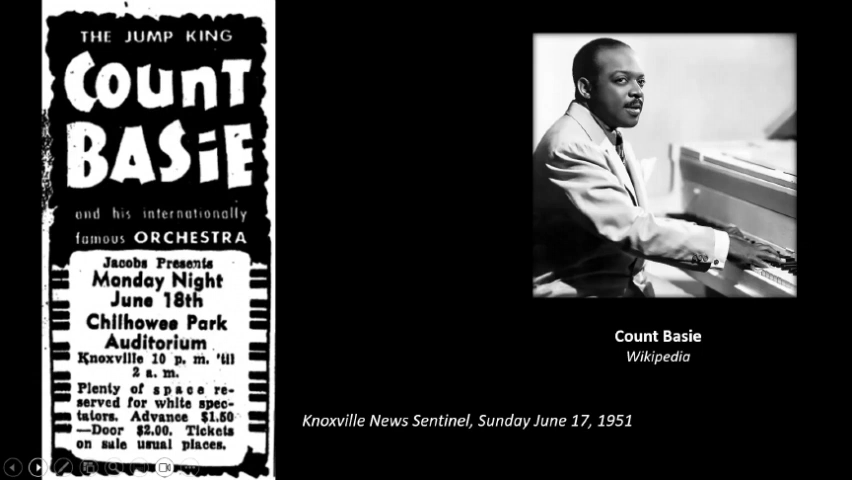 THE JUMP KING
COUNT
BASiE
and his internationally
famous ORCHESTRA
Jacobs Presents
Monday Night
June 18th
Chilhowee Park
Auditorium
Knoxville 10 p. m. 'til
2 a. m.
Plenty of space re-
served for white spec-
tators. Advance $1.50
—Door $2.00. Tickets
on sale usual places.
Count Basie
Wikipedia
Knoxville News Sentinel, Sunday June 17, 1951